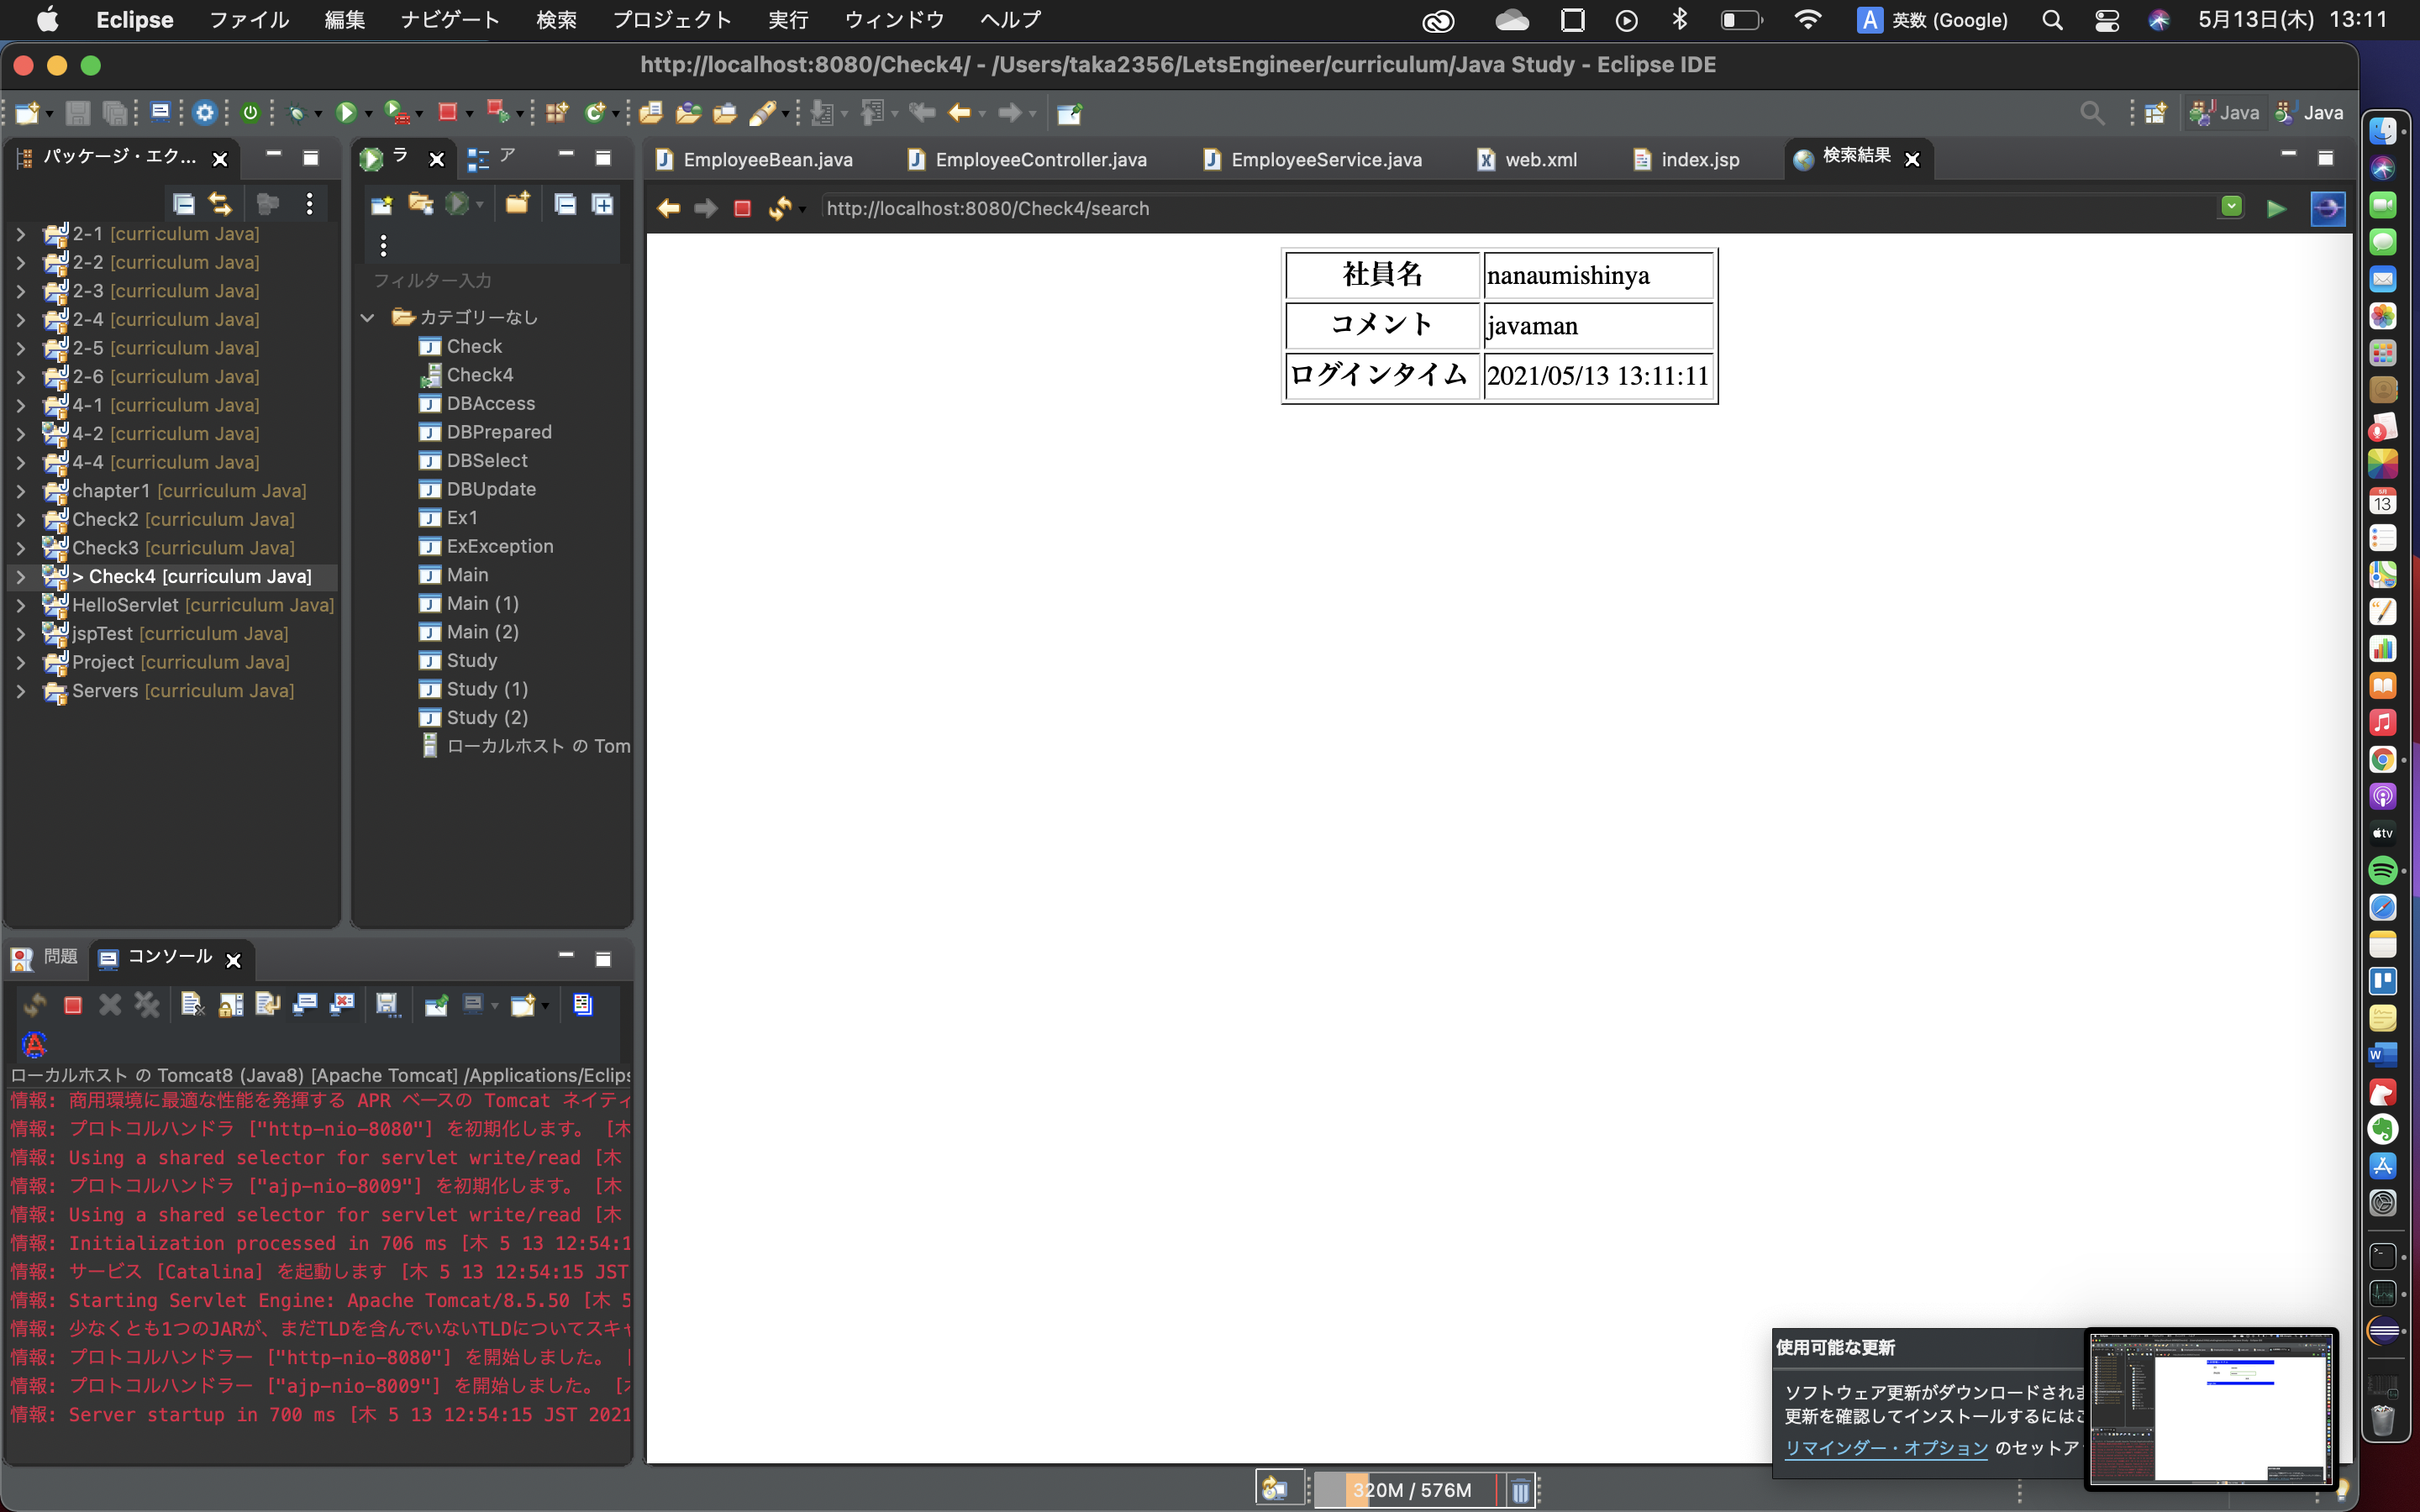 Eclipse ファイル 編集 ナビゲート 検索 プロジェクト 実行 ウィンドウ ヘルプ A 英数 (Google) 5月13日(木) 13:11
http://localhost:8080/Check4/ - /Users/taka2356/LetsEngineer/curriculum/Java Study - Eclipse IDE
Java Java
パッケージ・エク...
ラ ア
EmployeeBean.java EmployeeController.java EmployeeService.java web.xml index.jsp 検索結果
http://localhost:8080/Check4/search
2-1 [curriculum Java]
2-2 [curriculum Java]
2-3 [curriculum Java]
2-4 [curriculum Java]
2-5 [curriculum Java]
2-6 [curriculum Java]
4-1 [curriculum Java]
4-2 [curriculum Java]
4-4 [curriculum Java]
chapter1 [curriculum Java]
Check2 [curriculum Java]
Check3 [curriculum Java]
> Check4 [curriculum Java]
HelloServlet [curriculum Java]
jspTest [curriculum Java]
Project [curriculum Java]
Servers [curriculum Java]
フィルター入力
カテゴリーなし
Check
Check4
DBAccess
DBPrepared
DBSelect
DBUpdate
Ex1
ExException
Main
Main (1)
Main (2)
Study
Study (1)
Study (2)
ローカルホスト の Tom
社員名 nanaumishinya
コメント javaman
ログインタイム 2021/05/13 13:11:11
問題 コンソール
ローカルホスト の Tomcat8 (Java8) [Apache Tomcat] /Applications/Eclips
情報: 商用環境に最適な性能を発揮する APR ベースの Tomcat ネイティ
情報: プロトコルハンドラ ["http-nio-8080"] を初期化します。 [木
情報: Using a shared selector for servlet write/read [木
情報: プロトコルハンドラ ["ajp-nio-8009"] を初期化します。 [木
情報: Using a shared selector for servlet write/read [木
情報: Initialization processed in 706 ms [木 5 13 12:54:1
情報: サービス [Catalina] を起動します [木 5 13 12:54:15 JST
情報: Starting Servlet Engine: Apache Tomcat/8.5.50 [木 5
情報: 少なくとも1つのJARが、まだTLDを含んでいないTLDについてスキャ
情報: プロトコルハンドラー ["http-nio-8080"] を開始しました。 [
情報: プロトコルハンドラー ["ajp-nio-8009"] を開始しました。 [木
情報: Server startup in 700 ms [木 5 13 12:54:15 JST 2021
使用可能な更新
ソフトウェア更新がダウンロードされま
更新を確認してインストールするにはこ
リマインダー・オプション のセットア
320M / 576M
13
tv